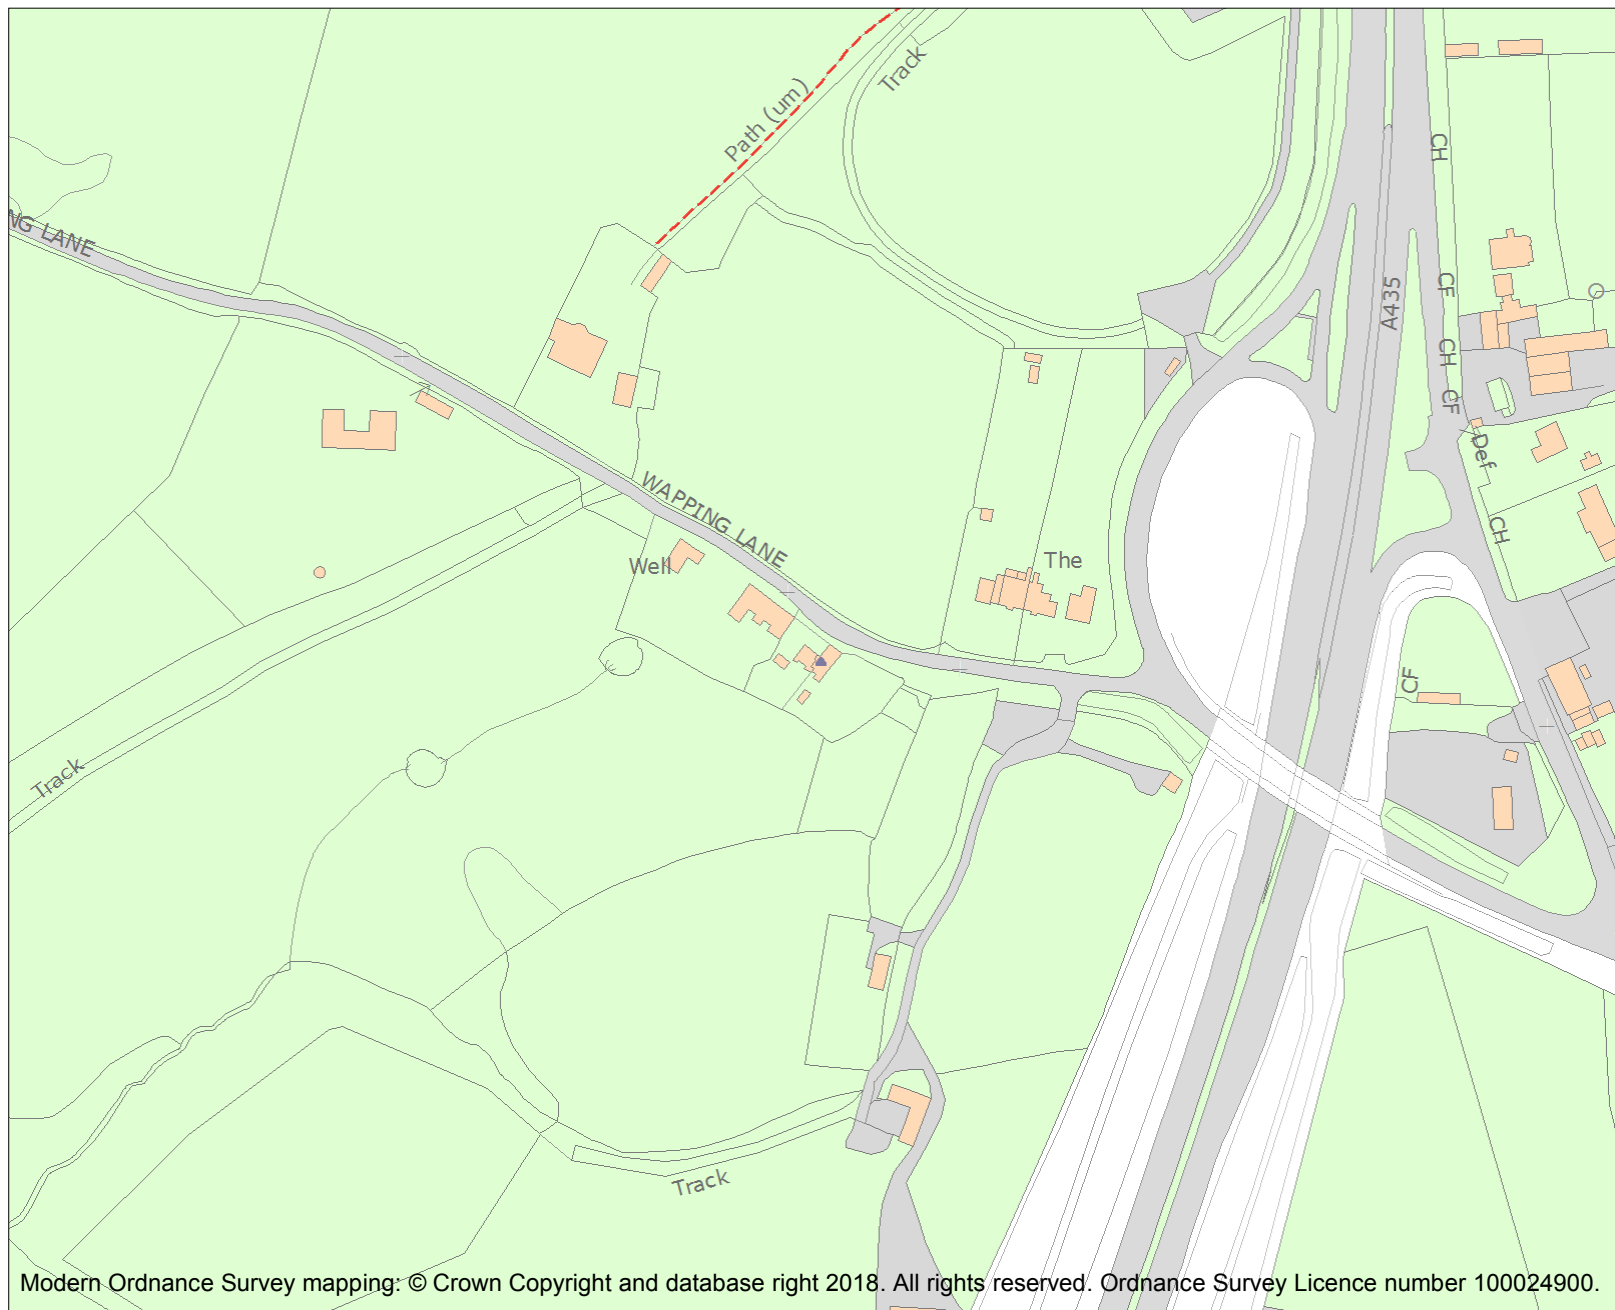 Path (um)
Track
NG LANE
CH
CF
A435
CH
CF
Def
WAPPING LANE
CH
Well
The
CF
Track
Track
Modern Ordnance Survey mapping: © Crown Copyright and database right 2018. All rights reserved. Ordnance Survey Licence number 100024900.